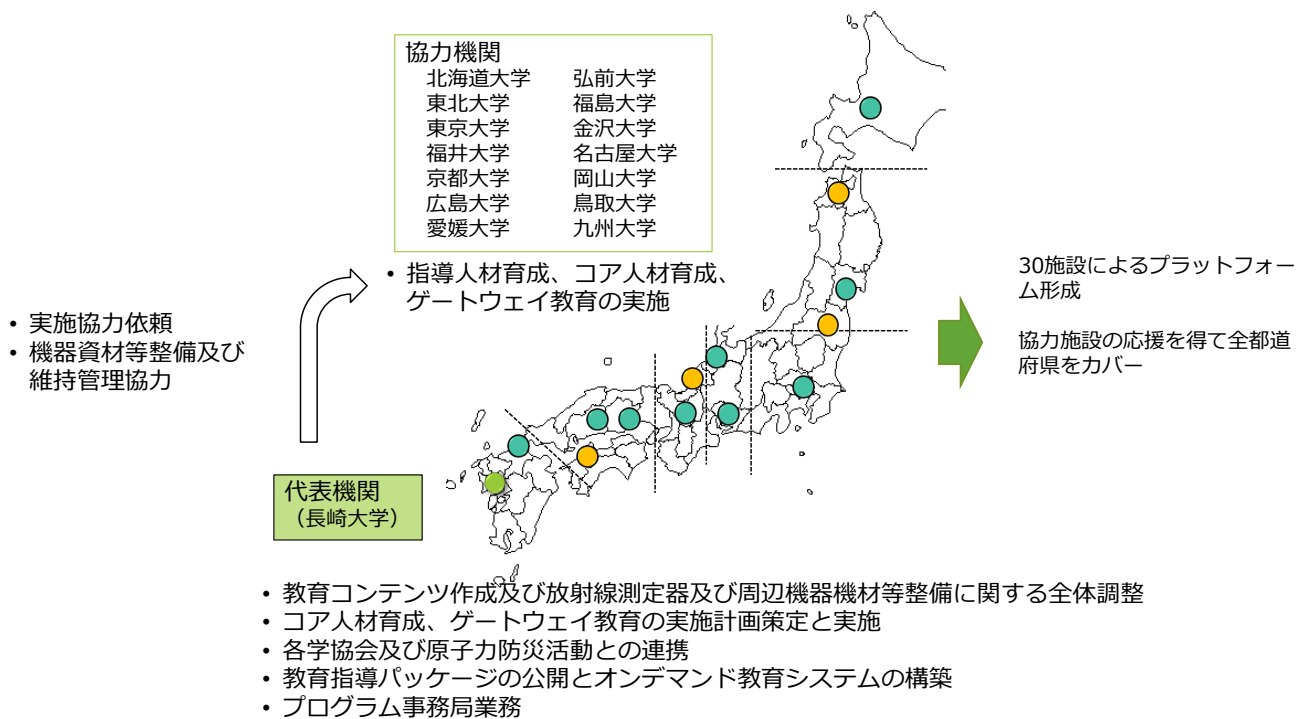 協力機関
北海道大学 弘前大学
東北大学 福島大学
東京大学 金沢大学
福井大学 名古屋大学
京都大学 岡山大学
広島大学 鳥取大学
愛媛大学 九州大学
• 指導人材育成、コア人材育成、
ゲートウェイ教育の実施
• 実施協力依頼
• 機器資材等整備及び
維持管理協力
30施設によるプラットフォー
ム形成
協力施設の応援を得て全都道
府県をカバー
代表機関
（長崎大学）
• 教育コンテンツ作成及び放射線測定器及び周辺機器機材等整備に関する全体調整
• コア人材育成、ゲートウェイ教育の実施計画策定と実施
• 各学協会及び原子力防災活動との連携
• 教育指導パッケージの公開とオンデマンド教育システムの構築
• プログラム事務局業務